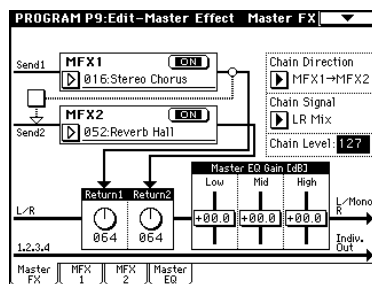 PROGRAM P9:Edit-Master Effect Master FX
MFX1 ON
Send1
016:Stereo Chorus
Chain Direction
MFX1→MFX2
MFX2 ON
Send2
052:Reverb Hall
Chain Signal
LR Mix
Chain Level: 127
Master EQ Gain [dB]
Return1 Return2
Low Mid High
L/R
L/Mono
R
+00.0 +00.0 +00.0
064 064
1.2.3.4
Indiv.
Out
Master FX
MFX 1
MFX 2
Master EQ